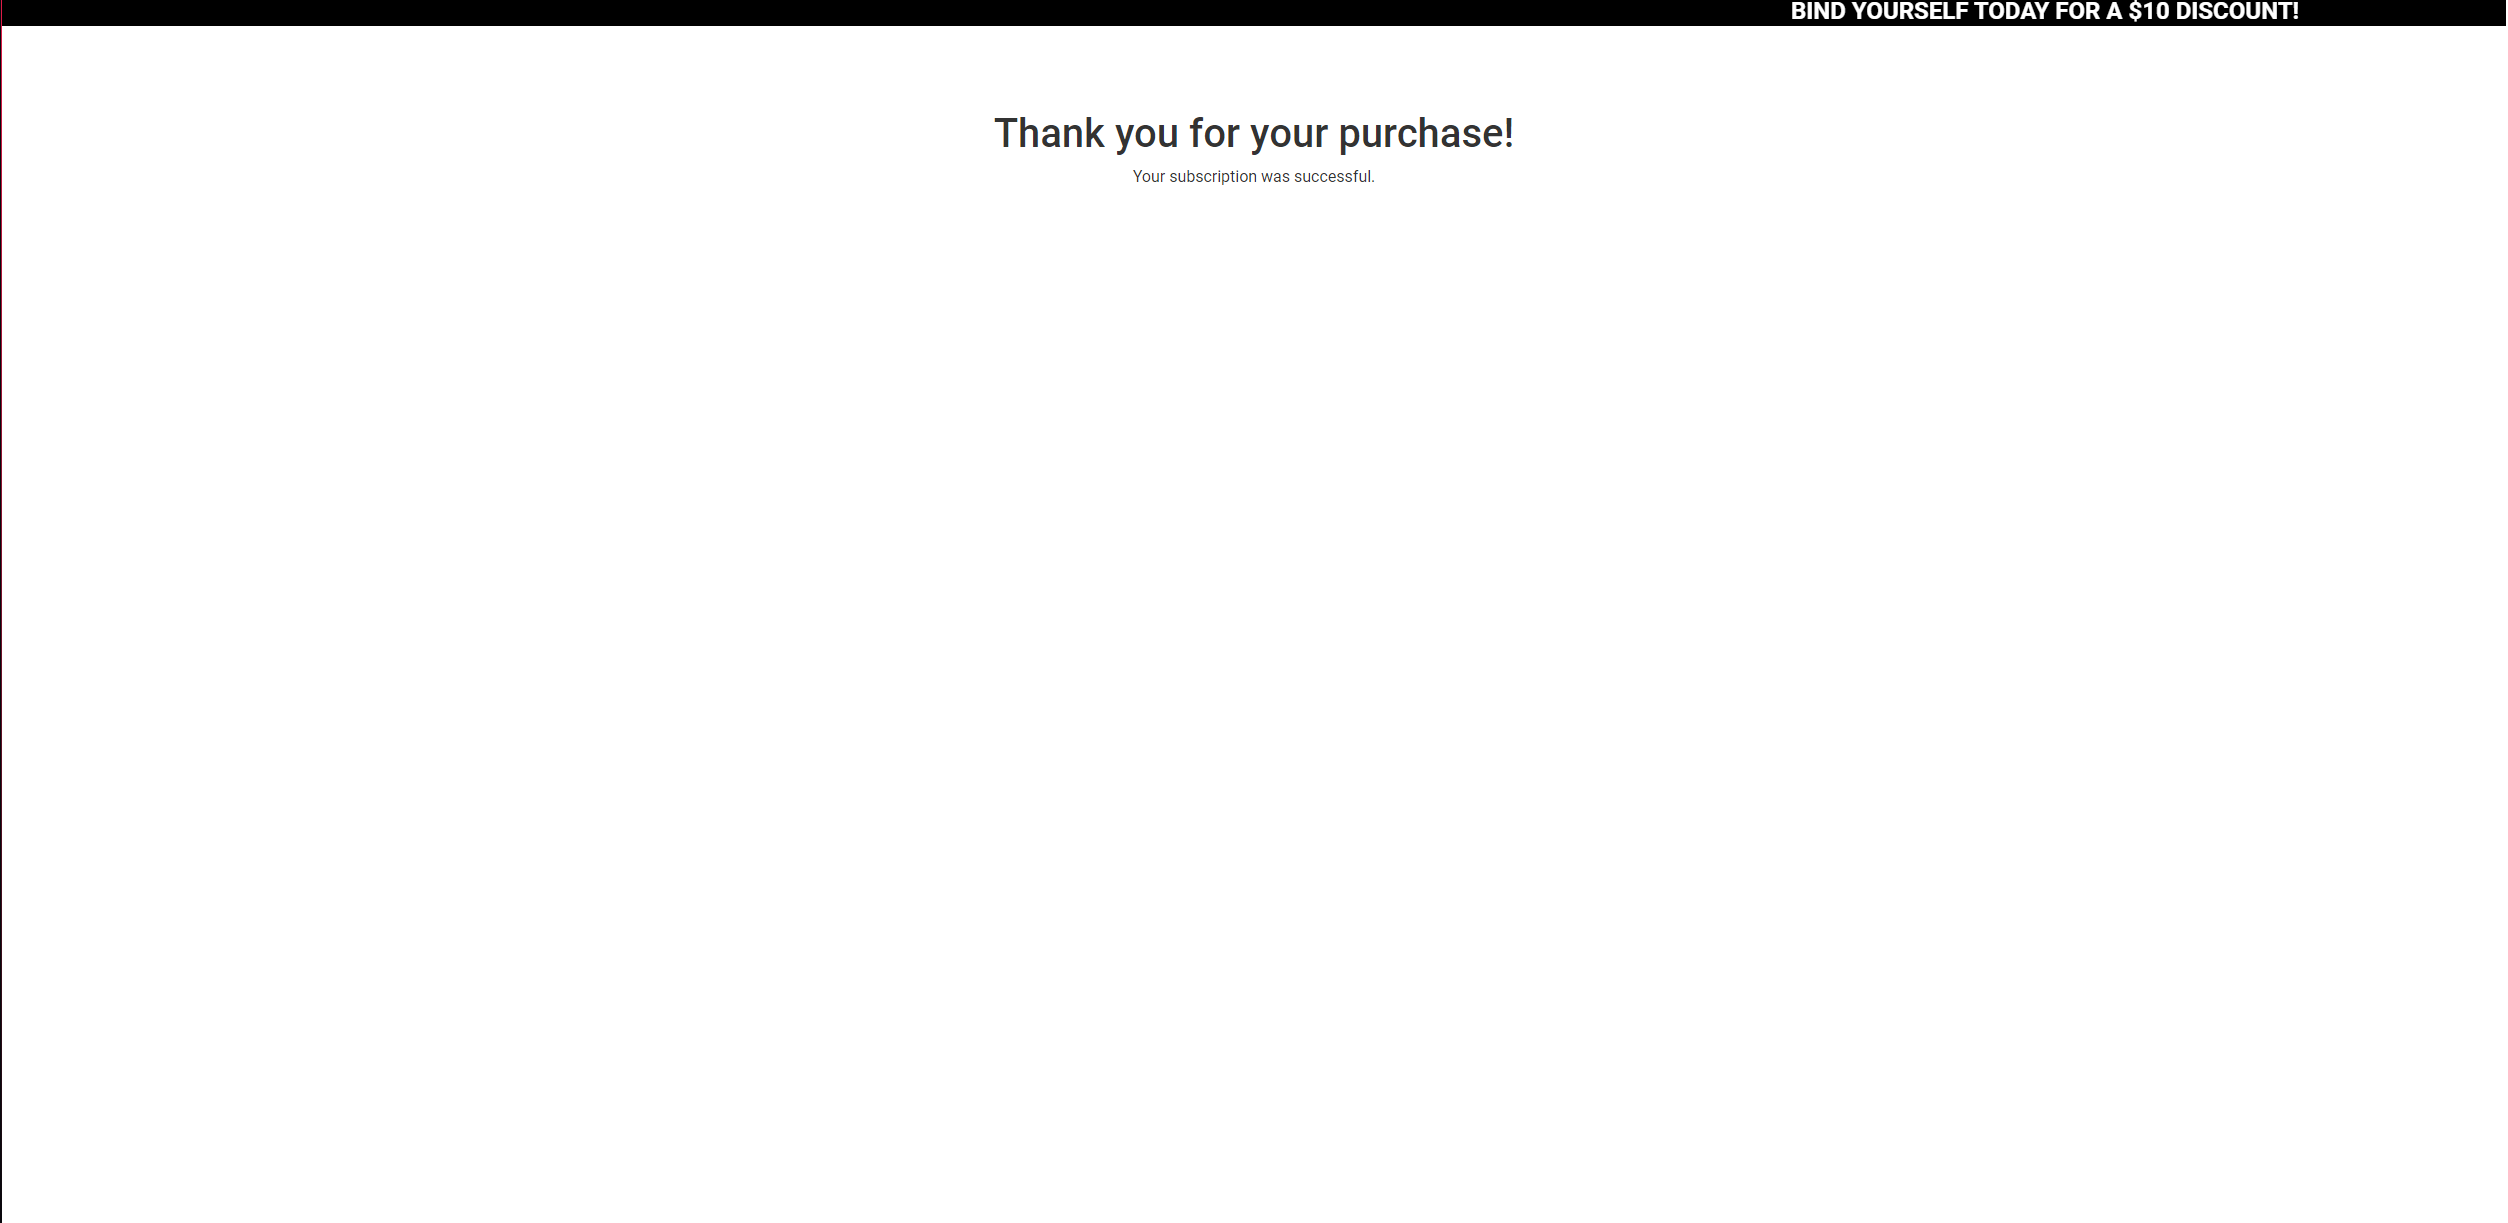 BIND YOURSELF TODAY FOR A $10 DISCOUNT!
Thank you for your purchase!
Your subscription was successful.